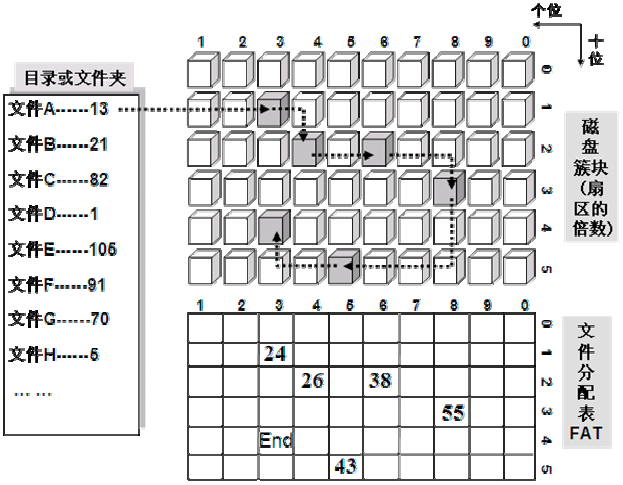 个位
十位
1 2 3 4 5 6 7 8 9 0
目录或文件夹
文件A------13
文件B------21
文件C------82
文件D------1
文件E------105
文件F------91
文件G------70
文件H------5
... ...
0
1
2
3
4
5
磁盘簇块(扇区的倍数)
1 2 3 4 5 6 7 8 9 0
0
24 1
26 38 2
55 3
End 4
43 5
文件分配表FAT